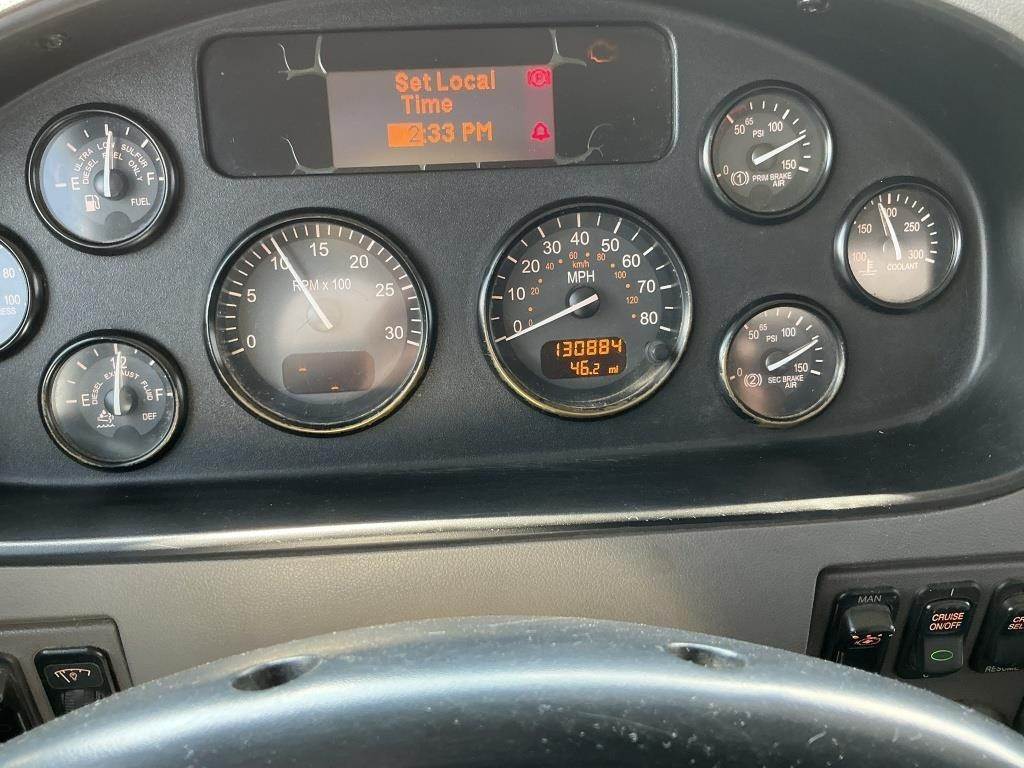 Set Local
Time
2:33 PM
ULTRA LOW SULFUR
DIESEL FUEL ONLY
E F
FUEL
80
100
1/2
DIESEL EXHAUST FLUID
E F
DEF
0 5 10 15 20 25 30
RPM x 100
- -
0 10 20 30 40 50 60 70 80
km/h
0 20 40 60 80 100 120
MPH
130884
46.2 mi
0 50 65 100 150
PSI
(1) PRIM BRAKE
AIR
100 150 200 250 300
COOLANT
0 50 65 100 150
PSI
(2) SEC BRAKE
AIR
MAN
CRUISE
ON/OFF
RESUME